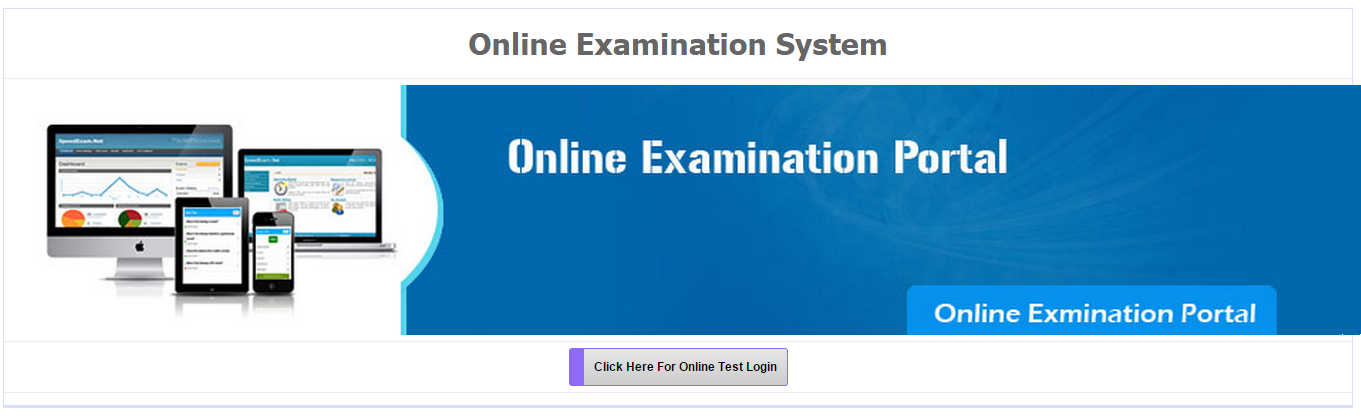 Online Examination System
SpeedExam.Net
Dashboard
SpeedExam.Net
Online Examination Portal
Online Exmination Portal
Click Here For Online Test Login